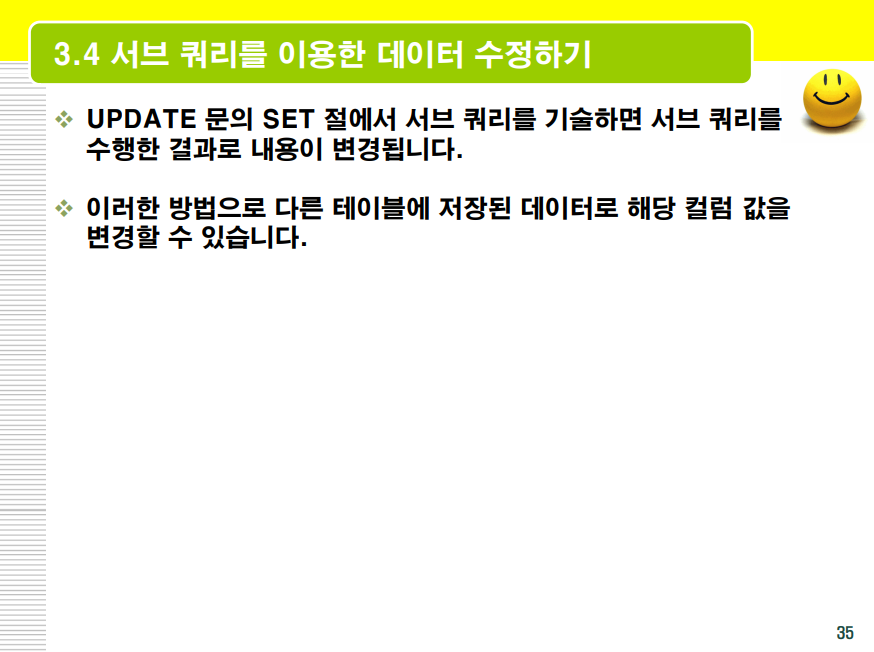 3.4 서브 쿼리를 이용한 데이터 수정하기
❖ UPDATE 문의 SET 절에서 서브 쿼리를 기술하면 서브 쿼리를
수행한 결과로 내용이 변경됩니다.
❖ 이러한 방법으로 다른 테이블에 저장된 데이터로 해당 컬럼 값을
변경할 수 있습니다.
35